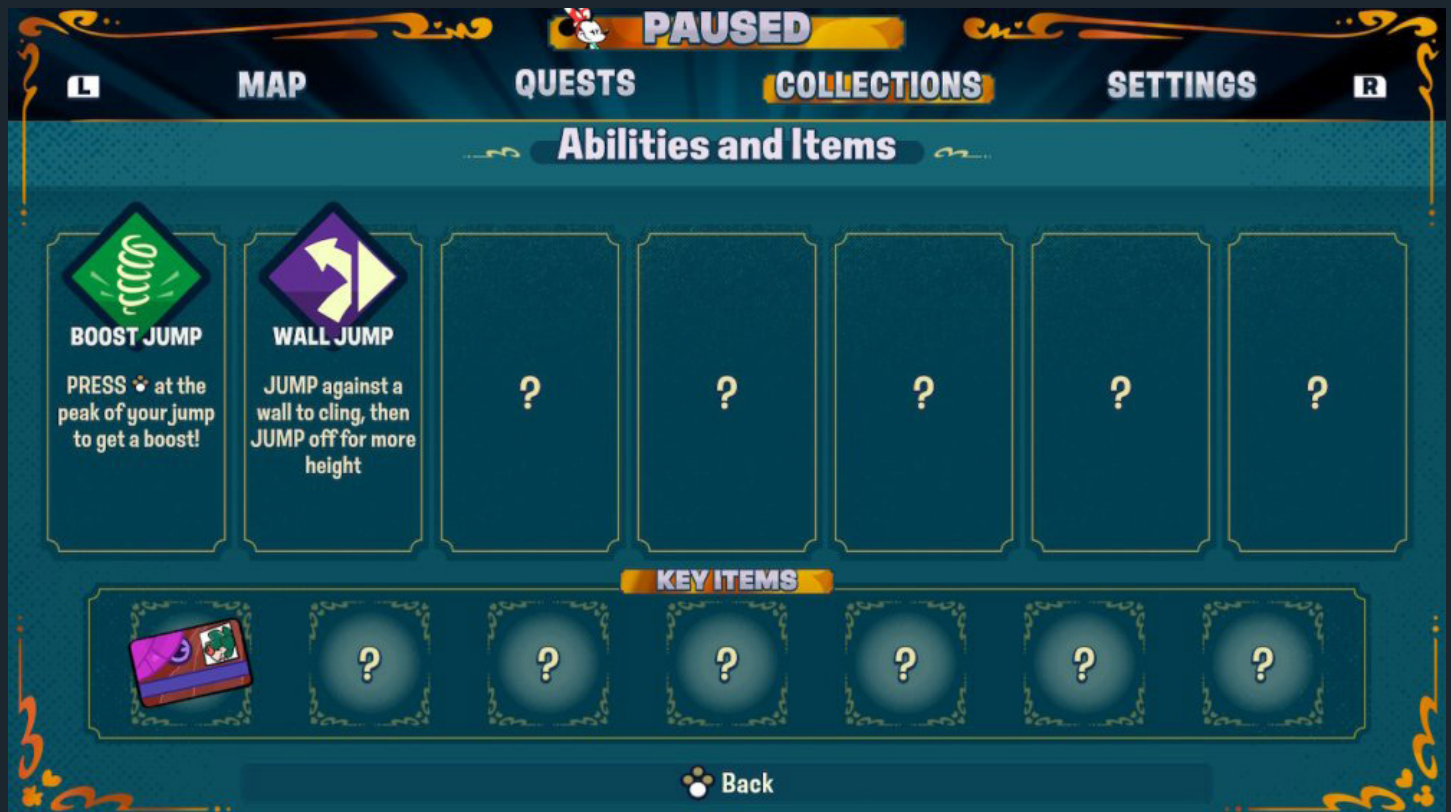 PAUSED
L MAP QUESTS COLLECTIONS SETTINGS R
Abilities and Items
BOOST JUMP
PRESS at the
peak of your jump
to get a boost!
WALL JUMP
JUMP against a
wall to cling, then
JUMP off for more
height
? ? ? ? ?
KEY ITEMS
? ? ? ? ? ?
Back